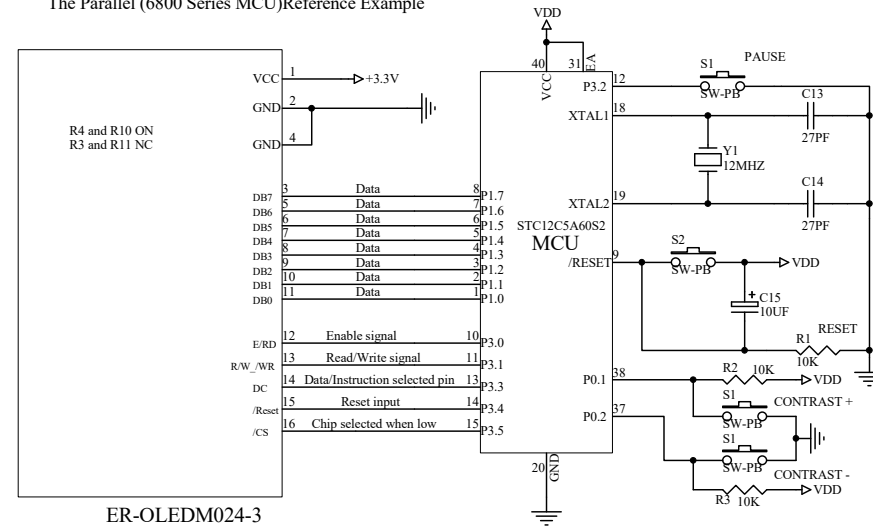 The Parallel (6800 Series MCU)Reference Example
R4 and R10 ON
R3 and R11 NC
VCC 1 +3.3V
GND 2
GND 4
DB7 3 Data 8 P1.7
DB6 5 Data 7 P1.6
DB5 6 Data 6 P1.5
DB4 7 Data 5 P1.4
DB3 8 Data 4 P1.3
DB2 9 Data 3 P1.2
DB1 10 Data 2 P1.1
DB0 11 Data 1 P1.0
E/RD 12 Enable signal 10 P3.0
R/W_/WR 13 Read/Write signal 11 P3.1
DC 14 Data/Instruction selected pin 13 P3.3
/Reset 15 Reset input 14 P3.4
/CS 16 Chip selected when low 15 P3.5
ER-OLEDM024-3
VDD
40 31
VCC EA
STC12C5A60S2
MCU
20 GND
P3.2 12
S1 PAUSE
SW-PB
XTAL1 18
C13
27PF
Y1
12MHZ
XTAL2 19
C14
27PF
/RESET 9
S2
SW-PB
VDD
+ C15
10UF
R1 RESET
10K
P0.1 38
R2 10K VDD
S1 CONTRAST +
SW-PB
P0.2 37
S1
SW-PB
CONTRAST -
R3 10K VDD